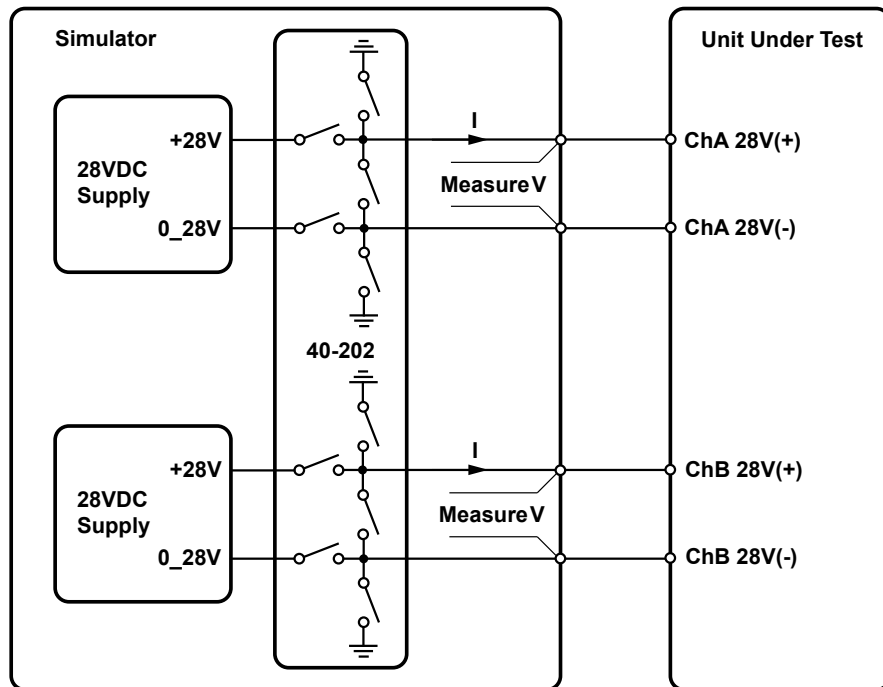 Simulator
Unit Under Test
+28V
28VDC
Supply
0_28V
I
Measure V
ChA 28V(+)
ChA 28V(-)
40-202
+28V
28VDC
Supply
0_28V
I
Measure V
ChB 28V(+)
ChB 28V(-)